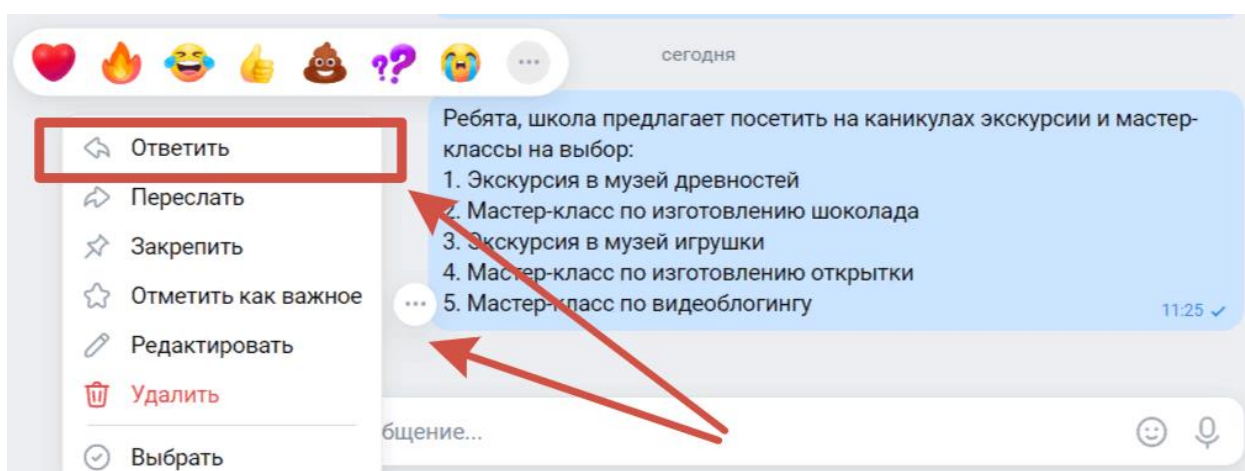 сегодня
Ребята, школа предлагает посетить на каникулах экскурсии и мастер-
классы на выбор:
1. Экскурсия в музей древностей
2. Мастер-класс по изготовлению шоколада
3. Экскурсия в музей игрушки
4. Мастер-класс по изготовлению открытки
5. Мастер-класс по видеоблогингу
11:25
Ответить
Переслать
Закрепить
Отметить как важное
Редактировать
Удалить
Выбрать
бщение...